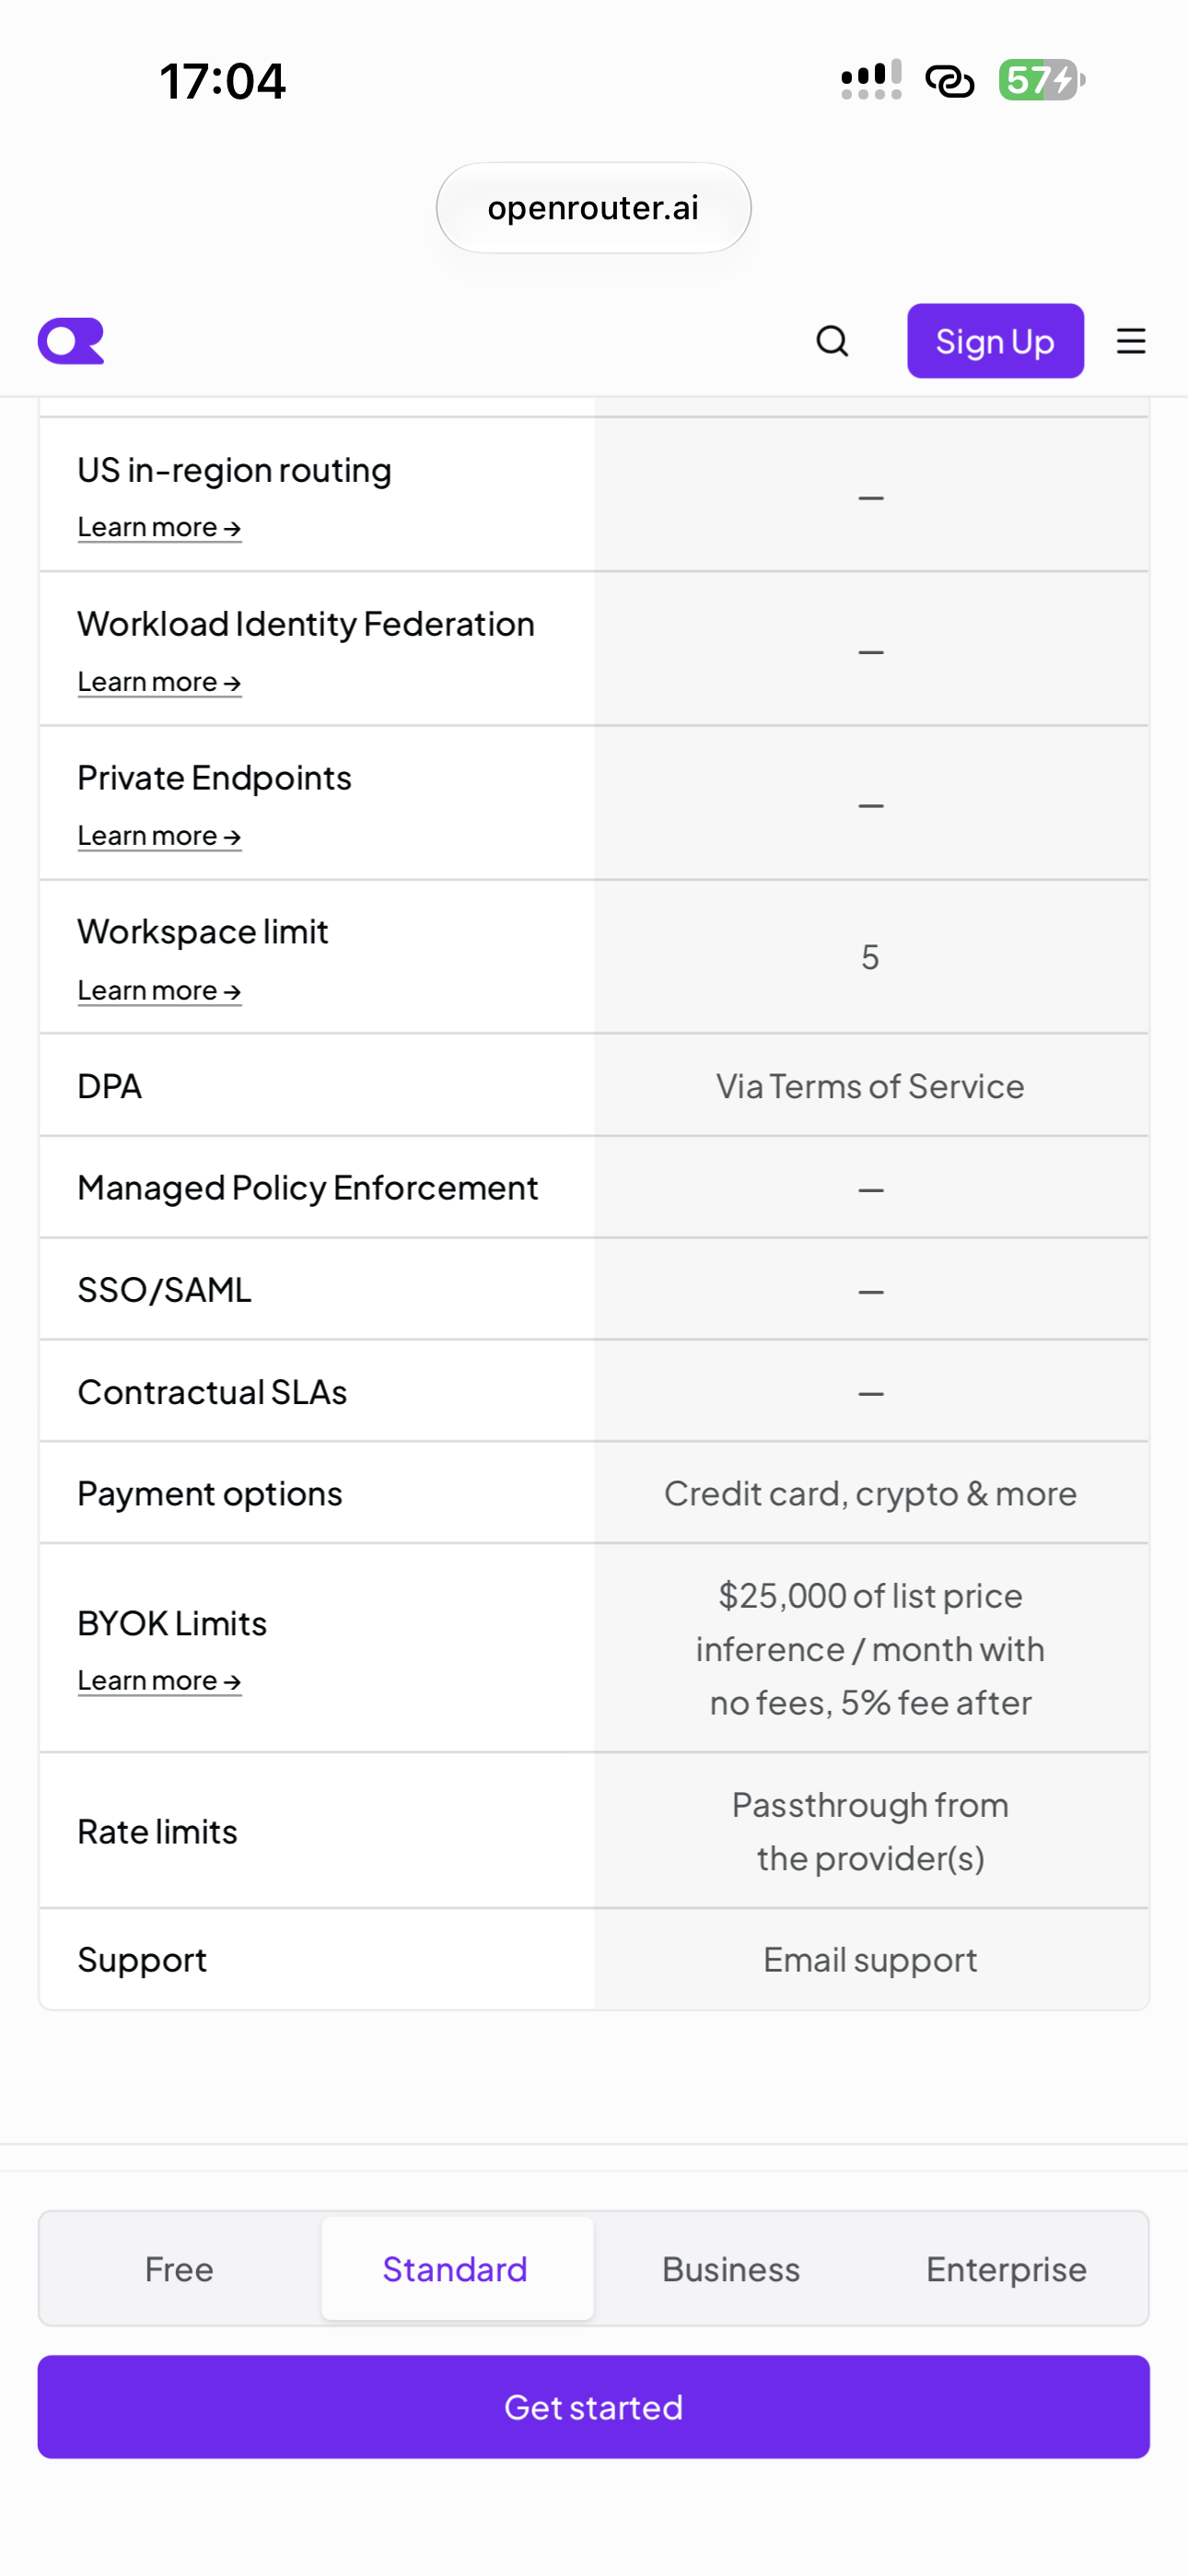 17:04
57
openrouter.ai
Sign Up
US in-region routing
Learn more →
—
Workload Identity Federation
Learn more →
—
Private Endpoints
Learn more →
—
Workspace limit
Learn more →
5
DPA
Via Terms of Service
Managed Policy Enforcement
—
SSO/SAML
—
Contractual SLAs
—
Payment options
Credit card, crypto & more
BYOK Limits
Learn more →
$25,000 of list price
inference / month with
no fees, 5% fee after
Rate limits
Passthrough from
the provider(s)
Support
Email support
Free
Standard
Business
Enterprise
Get started